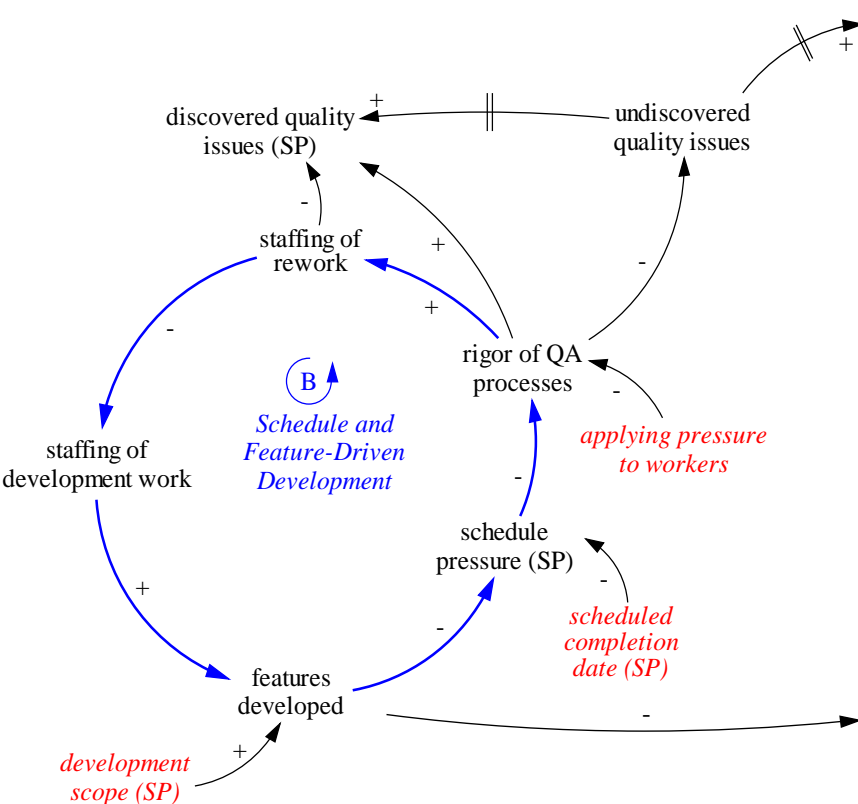 +
discovered quality
issues (SP)
+
undiscovered
quality issues
-
staffing of
rework
+
-
+
-
rigor of QA
processes
B
-
Schedule and
Feature-Driven
Development
applying pressure
to workers
staffing of
development work
-
schedule
pressure (SP)
+
-
scheduled
completion
date (SP)
-
features
developed
-
+
development
scope (SP)